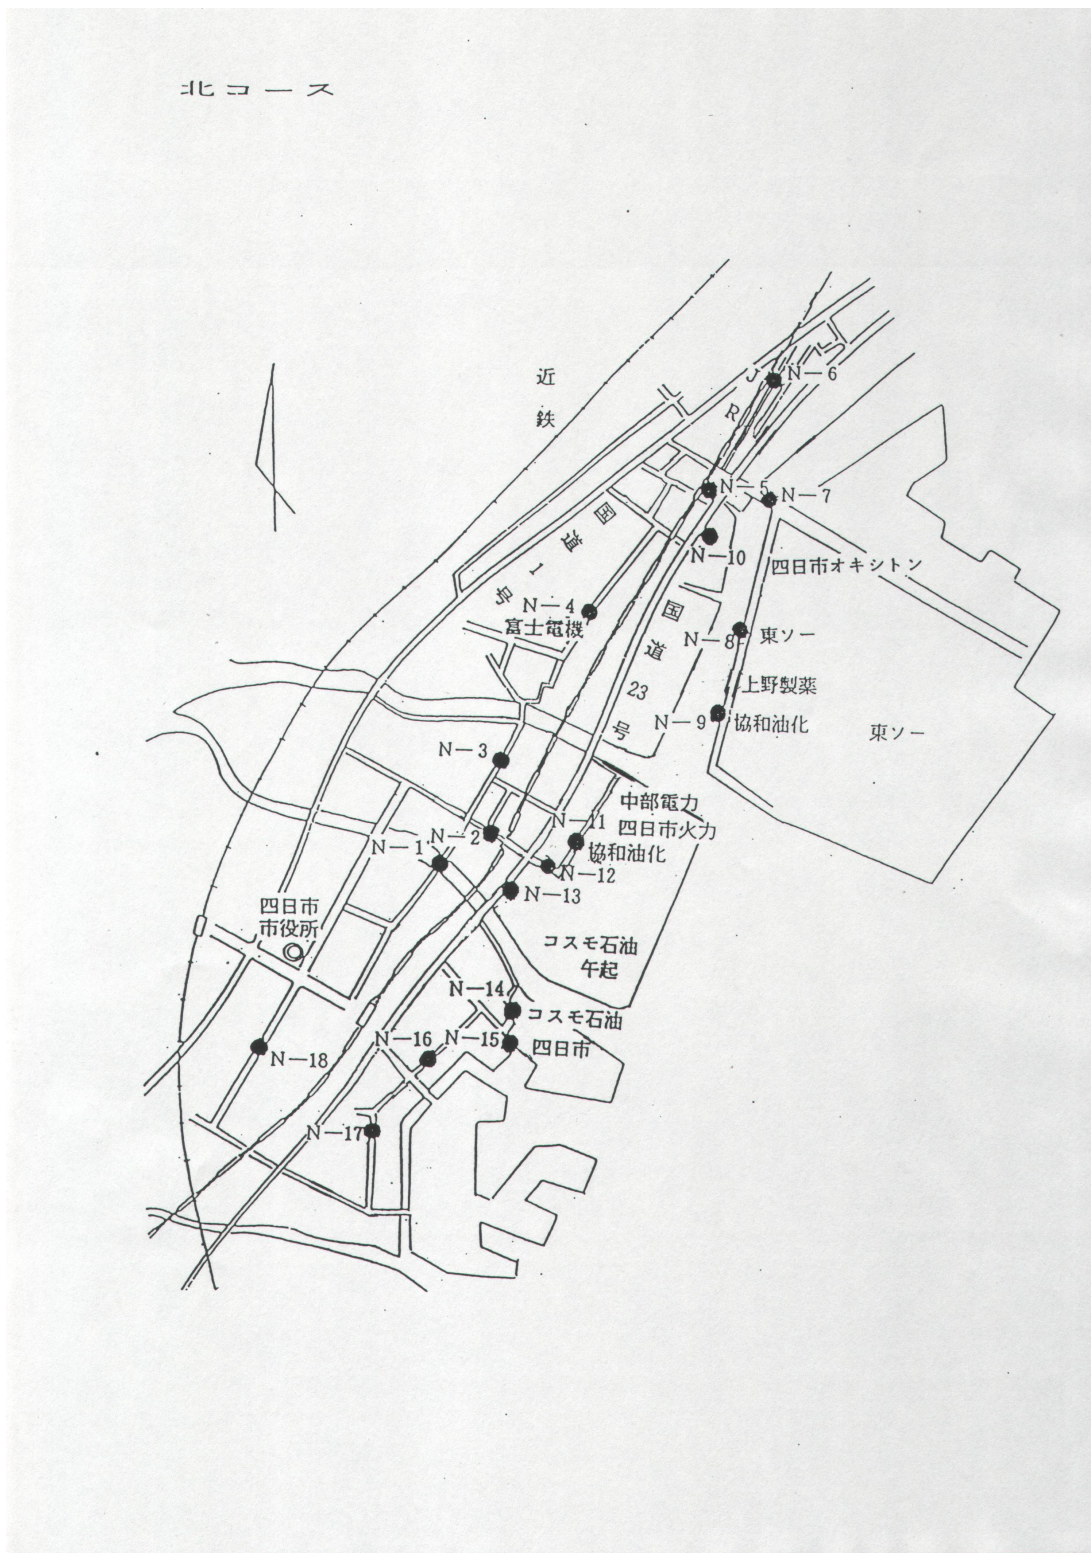 北コース
近鉄
JR
N-6
N-5
N-7
国道1号
N-10
四日市オキシトン
N-4
富士電機
国道23号
N-8
東ソー
上野製薬
N-9
協和油化
東ソー
N-3
中部電力
四日市火力
N-11
協和油化
N-2
N-1
N-12
N-13
四日市
市役所
コスモ石油
午起
N-14
コスモ石油
四日市
N-15
N-16
N-18
N-17